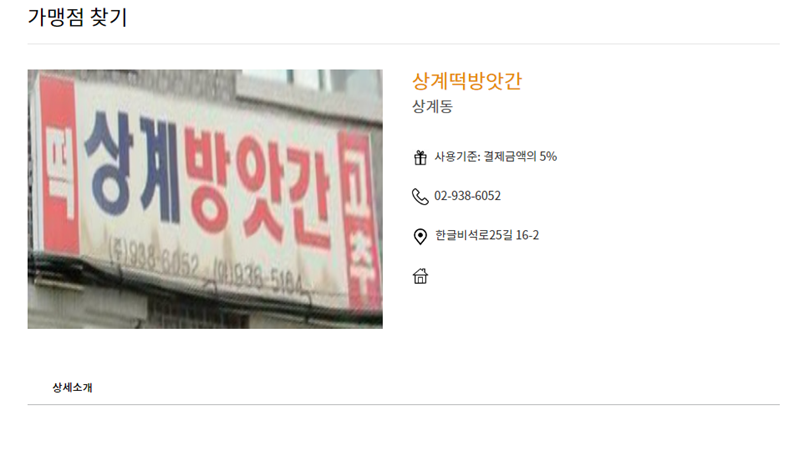 가맹점 찾기
떡
상계방앗간
고추
(주)938-6052 (야)936-5164
상계떡방앗간
상계동
사용기준: 결제금액의 5%
02-938-6052
한글비석로25길 16-2
상세소개